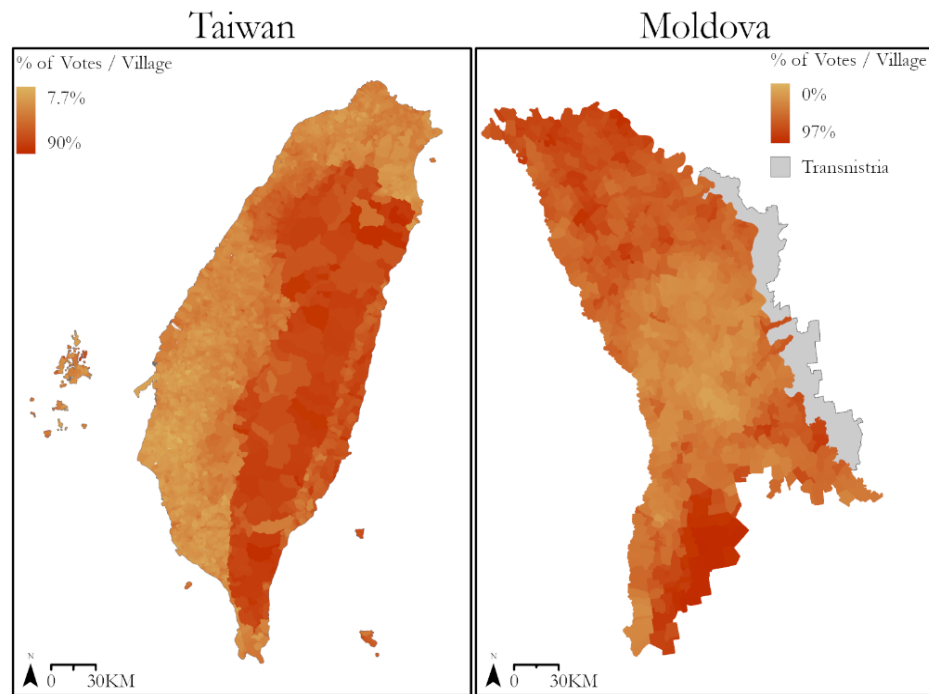 Taiwan
% of Votes / Village
7.7%
90%
N
0 30KM
Moldova
% of Votes / Village
0%
97%
Transnistria
N
0 30KM